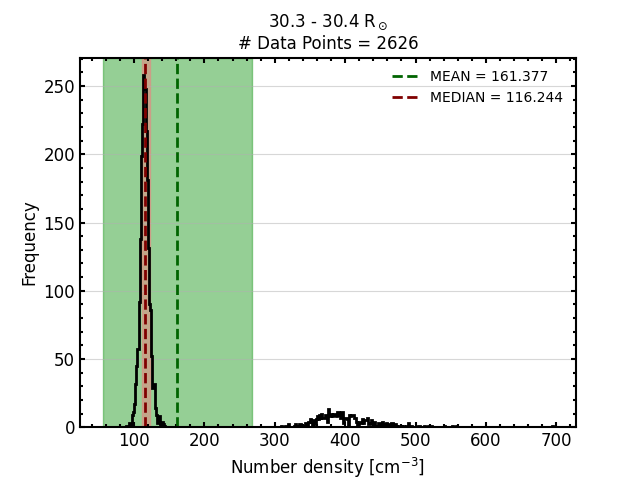 30.3 - 30.4 R⊙
# Data Points = 2626
MEAN = 161.377
MEDIAN = 116.244
Frequency
250
200
150
100
50
0
100 200 300 400 500 600 700
Number density [cm⁻³]